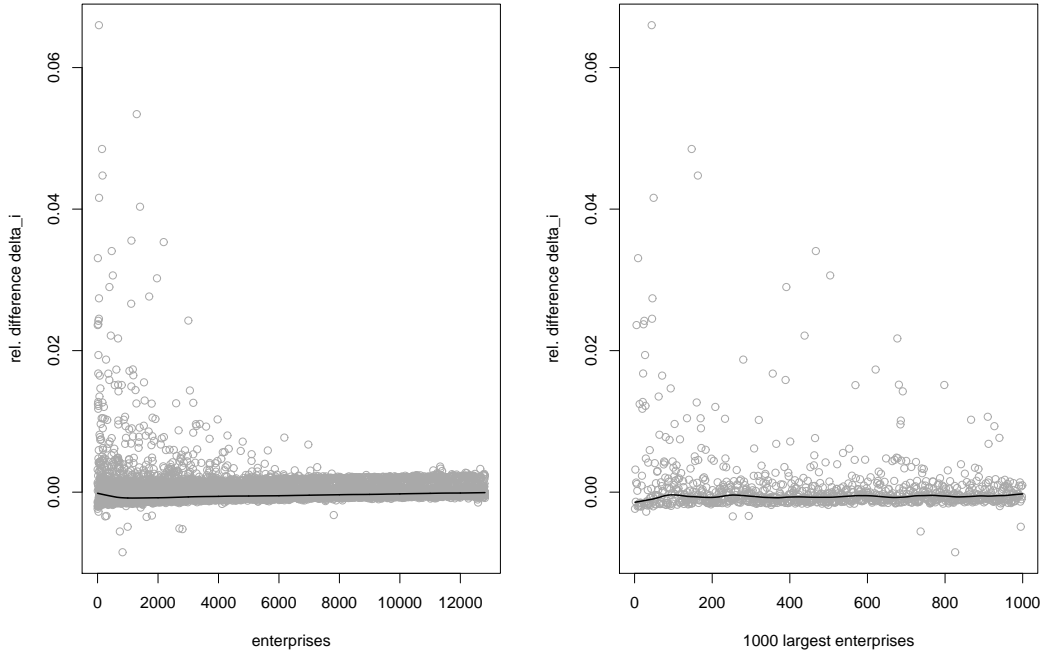 rel. difference delta_i
0.06
0.04
0.02
0.00
0 2000 4000 6000 8000 10000 12000
enterprises
rel. difference delta_i
0.06
0.04
0.02
0.00
0 200 400 600 800 1000
1000 largest enterprises